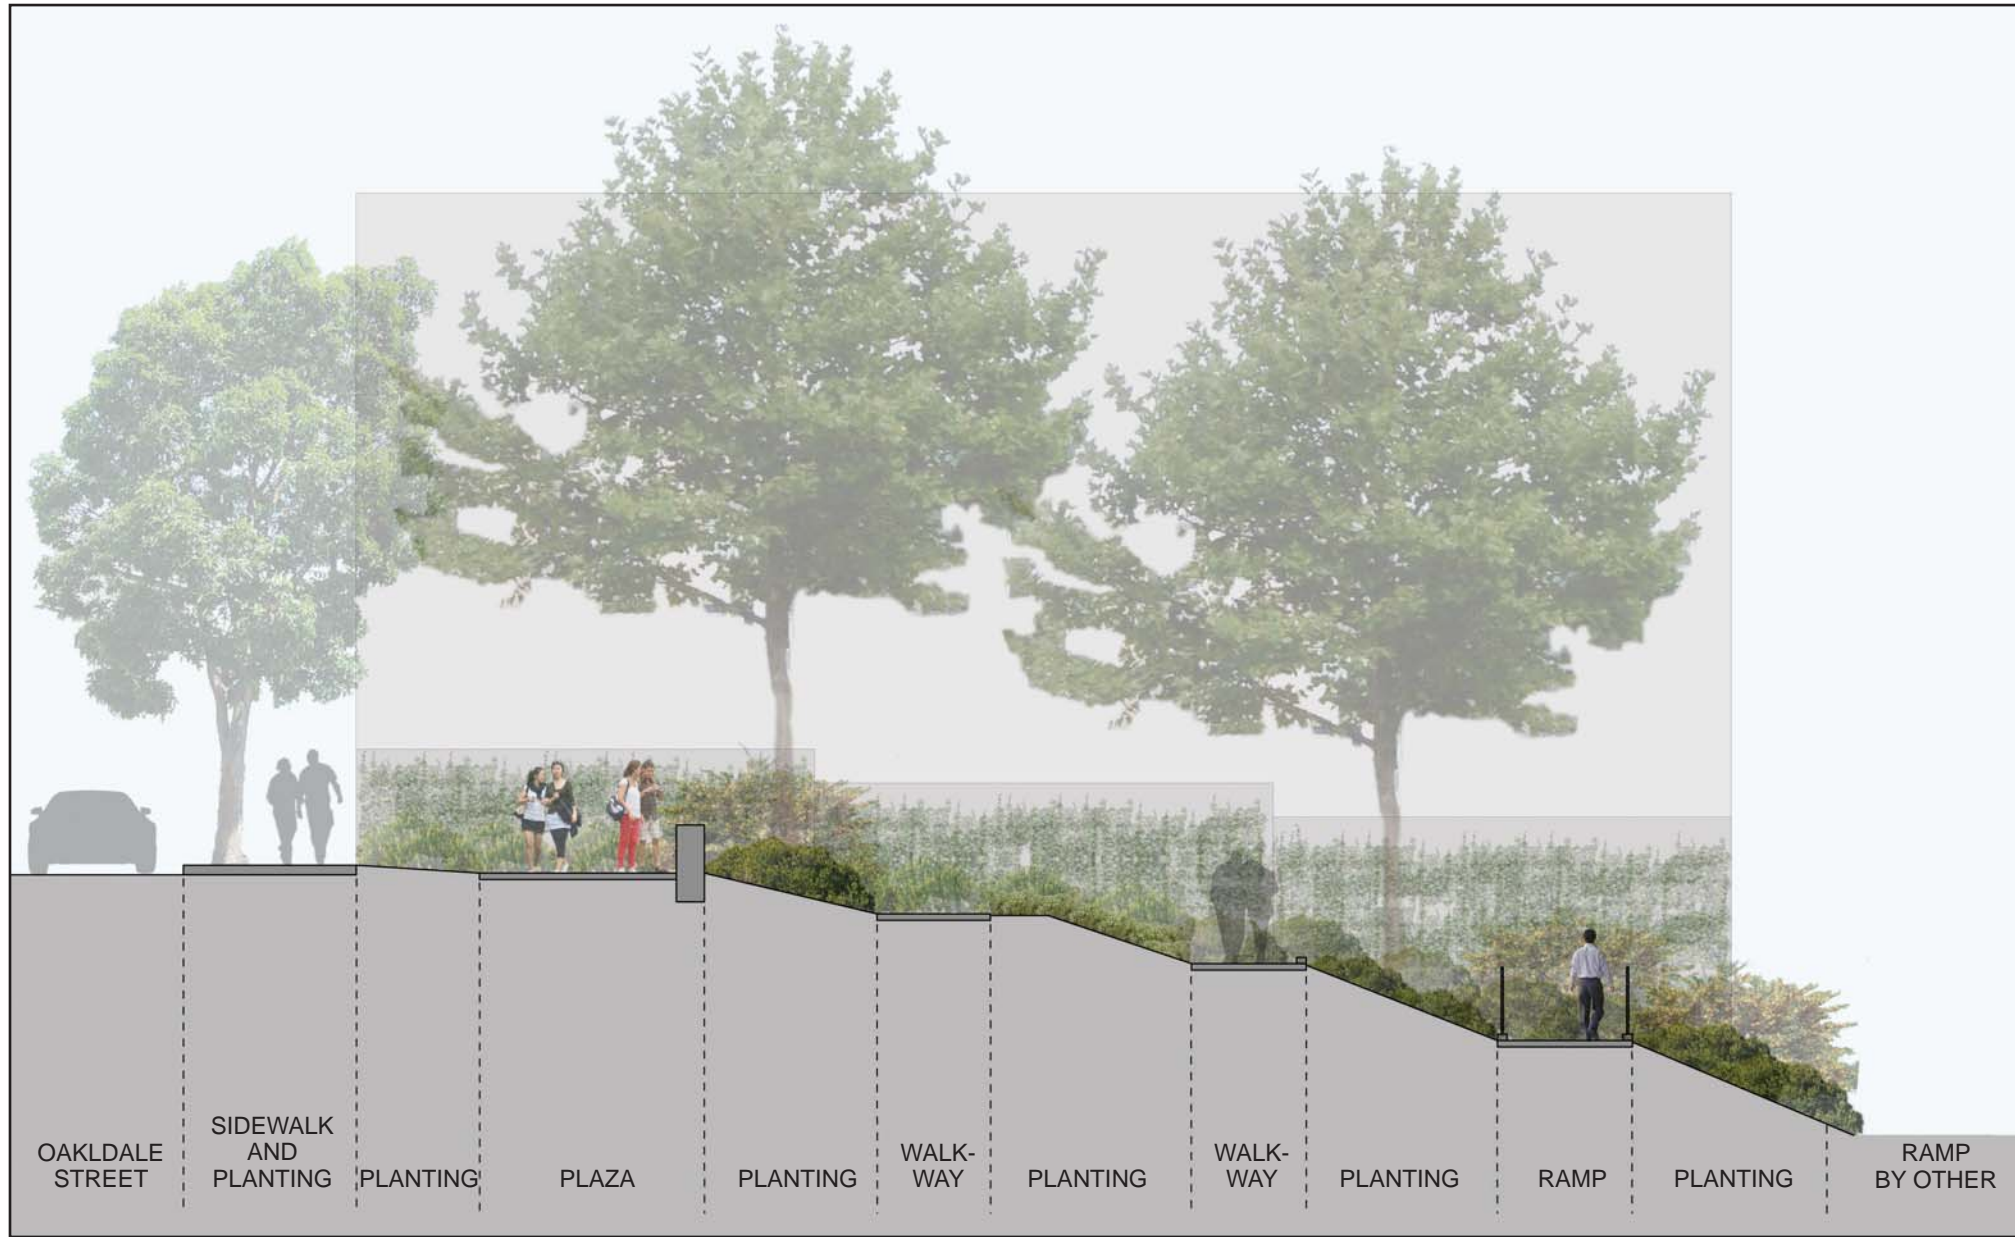 OAKLDALE
STREET
SIDEWALK
AND
PLANTING
PLANTING
PLAZA
PLANTING
WALK-
WAY
PLANTING
WALK-
WAY
PLANTING
RAMP
PLANTING
RAMP
BY OTHER